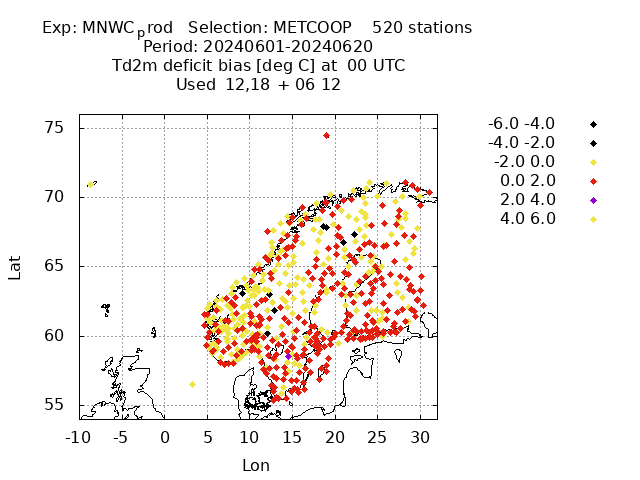 Exp: MNWCprod   Selection: METCOOP    520 stations
Period: 20240601-20240620
Td2m deficit bias [deg C] at  00 UTC
Used  12,18  + 06 12
-6.0 -4.0
-4.0 -2.0
-2.0 0.0
0.0 2.0
2.0 4.0
4.0 6.0
75
70
65
60
55
Lat
-10 -5 0 5 10 15 20 25 30
Lon